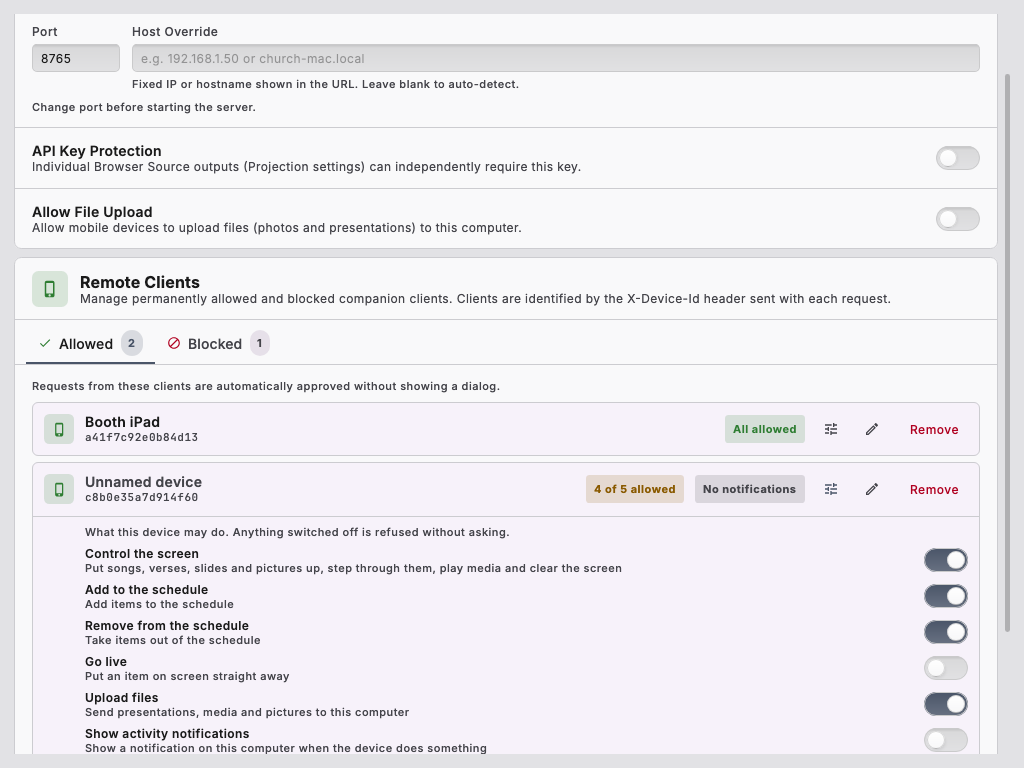 Port
Host Override
8765
e.g. 192.168.1.50 or church-mac.local
Fixed IP or hostname shown in the URL. Leave blank to auto-detect.
Change port before starting the server.
API Key Protection
Individual Browser Source outputs (Projection settings) can independently require this key.
Allow File Upload
Allow mobile devices to upload files (photos and presentations) to this computer.
Remote Clients
Manage permanently allowed and blocked companion clients. Clients are identified by the X-Device-Id header sent with each request.
Allowed 2
Blocked 1
Requests from these clients are automatically approved without showing a dialog.
Booth iPad
a41f7c92e0b84d13
All allowed
Remove
Unnamed device
c8b0e35a7d914f60
4 of 5 allowed
No notifications
Remove
What this device may do. Anything switched off is refused without asking.
Control the screen
Put songs, verses, slides and pictures up, step through them, play media and clear the screen
Add to the schedule
Add items to the schedule
Remove from the schedule
Take items out of the schedule
Go live
Put an item on screen straight away
Upload files
Send presentations, media and pictures to this computer
Show activity notifications
Show a notification on this computer when the device does something